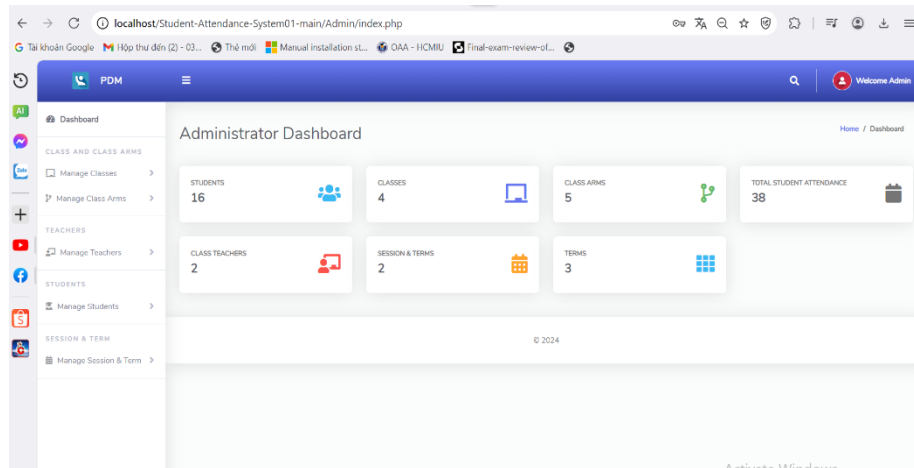 localhost/Student-Attendance-System01-main/Admin/index.php
Tài khoản Google Hộp thư đến (2) - 03... Thẻ mới Manual installation st... OAA - HCMIU Final-exam-review-of...
PDM
Welcome Admin
AI
Dashboard
Administrator Dashboard
Home / Dashboard
CLASS AND CLASS ARMS
Manage Classes
Manage Class Arms
TEACHERS
Manage Teachers
STUDENTS
Manage Students
SESSION & TERM
Manage Session & Term
STUDENTS
16
CLASSES
4
CLASS ARMS
5
TOTAL STUDENT ATTENDANCE
38
CLASS TEACHERS
2
SESSION & TERMS
2
TERMS
3
© 2024
Activate Windows